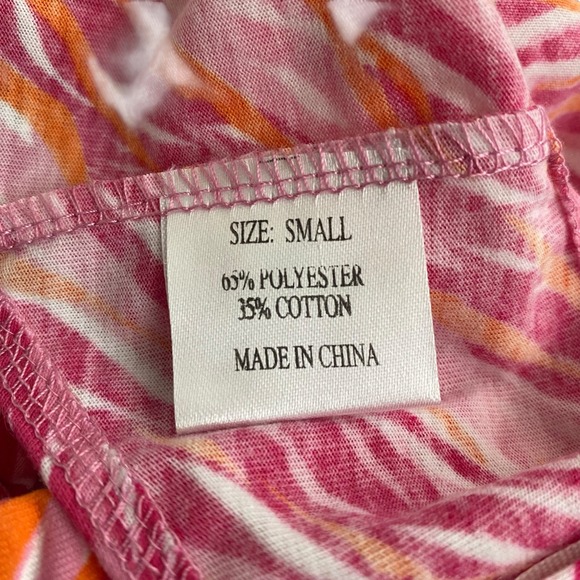 SIZE: SMALL
65% POLYESTER
35% COTTON
MADE IN CHINA